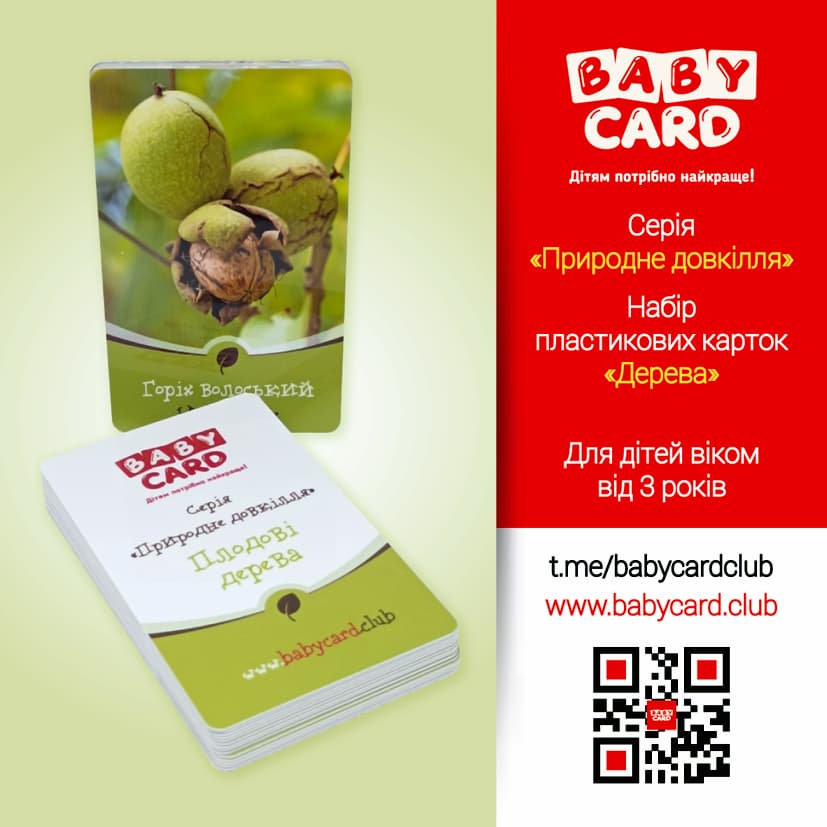 Горіх волоський
BABY
CARD
Дітям потрібно найкраще!
Серія
«Природне довкілля»
Плодові
дерева
www.babycard.club
BABY
CARD
Дітям потрібно найкраще!
Серія
«Природне довкілля»
Набір
пластикових карток
«Дерева»
Для дітей віком
від 3 років
t.me/babycardclub
www.babycard.club
BABY
CARD